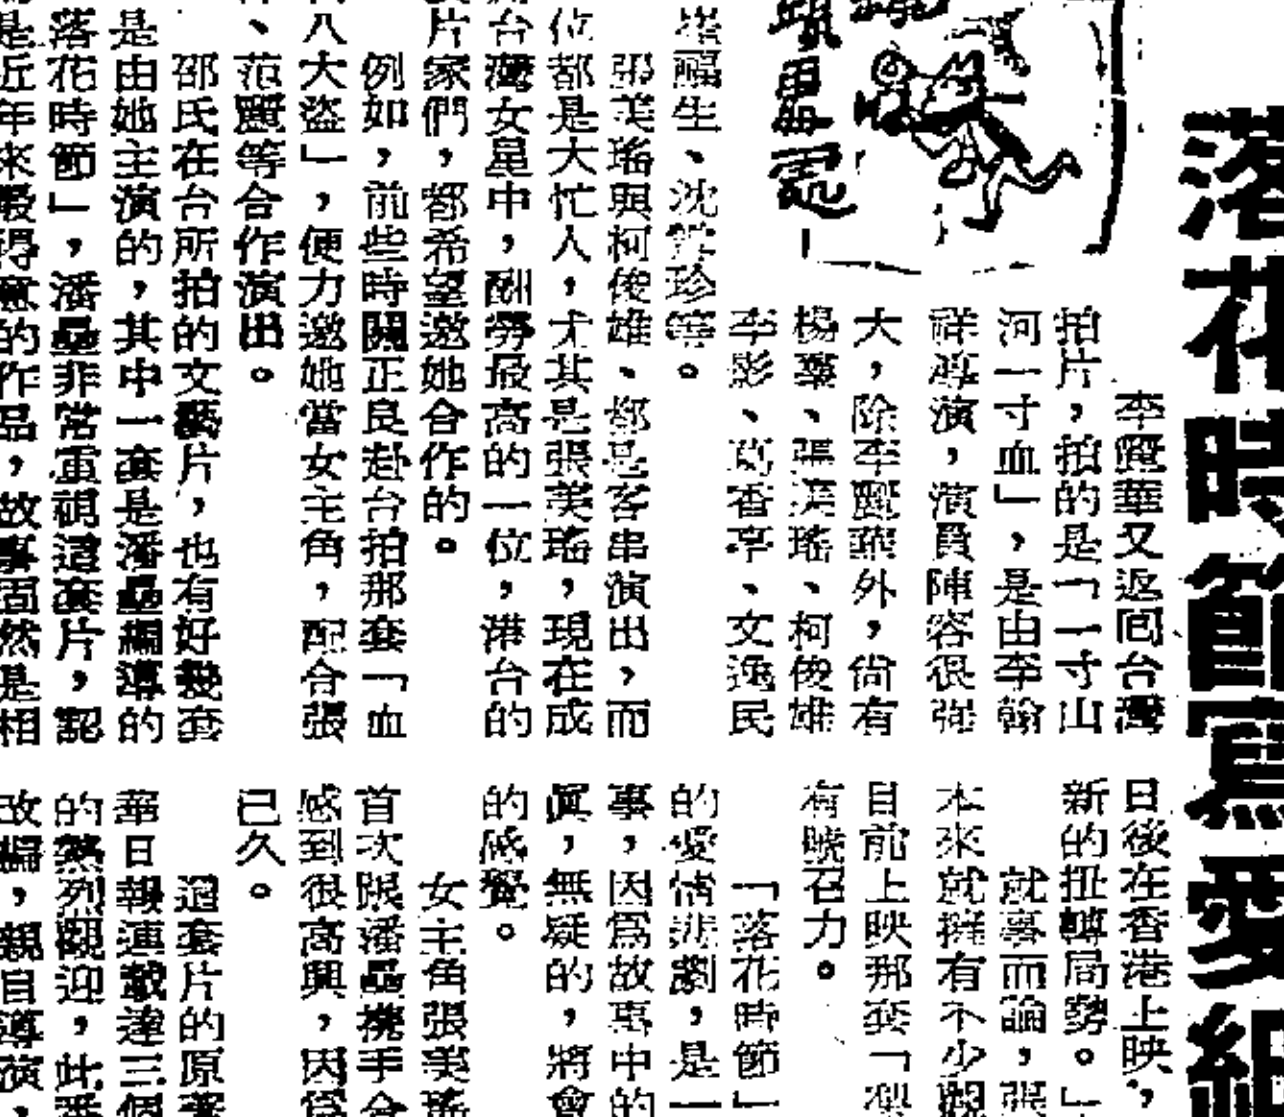 落花時節寫愛細
李麗華又返回台灣
拍片,拍的是「一寸山
河一寸血」,是由李翰
祥導演,演員陣容很强
大,除李麗華外,尙有
楊羣、張美瑤、柯俊雄
李影、葛香亭、文逸民
福生、沈雪珍等。
張美瑤與柯俊雄、都是客串演出,而
位都是大忙人,尤其是張美瑤,現在成
台灣女星中,酬勞最高的一位,港台的
片家們,都希望邀她合作的。
例如,前些時關正良赴台拍那套「血
八大盜」,便力邀她當女主角,配合張
、范麗等合作演出。
邵氏在台所拍的文藝片,也有好幾套
是由她主演的,其中一套是潘壘編導的
落花時節」,潘壘非常重視這套片,認
是近年來最得意的作品,故事固然是相
日後在香港上映,
新的扭轉局勢。」
就事而論,張
本來就擁有不少觀
目前上映那套「
有號召力。
「落花時節」
的愛情悲劇,是一
事,因爲故事中的
眞,無疑的,將會
的感覺。
女主角張美瑤
首次跟潘壘携手合
感到很高興,因爲
已久。
這套片的原著
華日報連載達三個
的熱烈歡迎,此番
改編,親自導演,